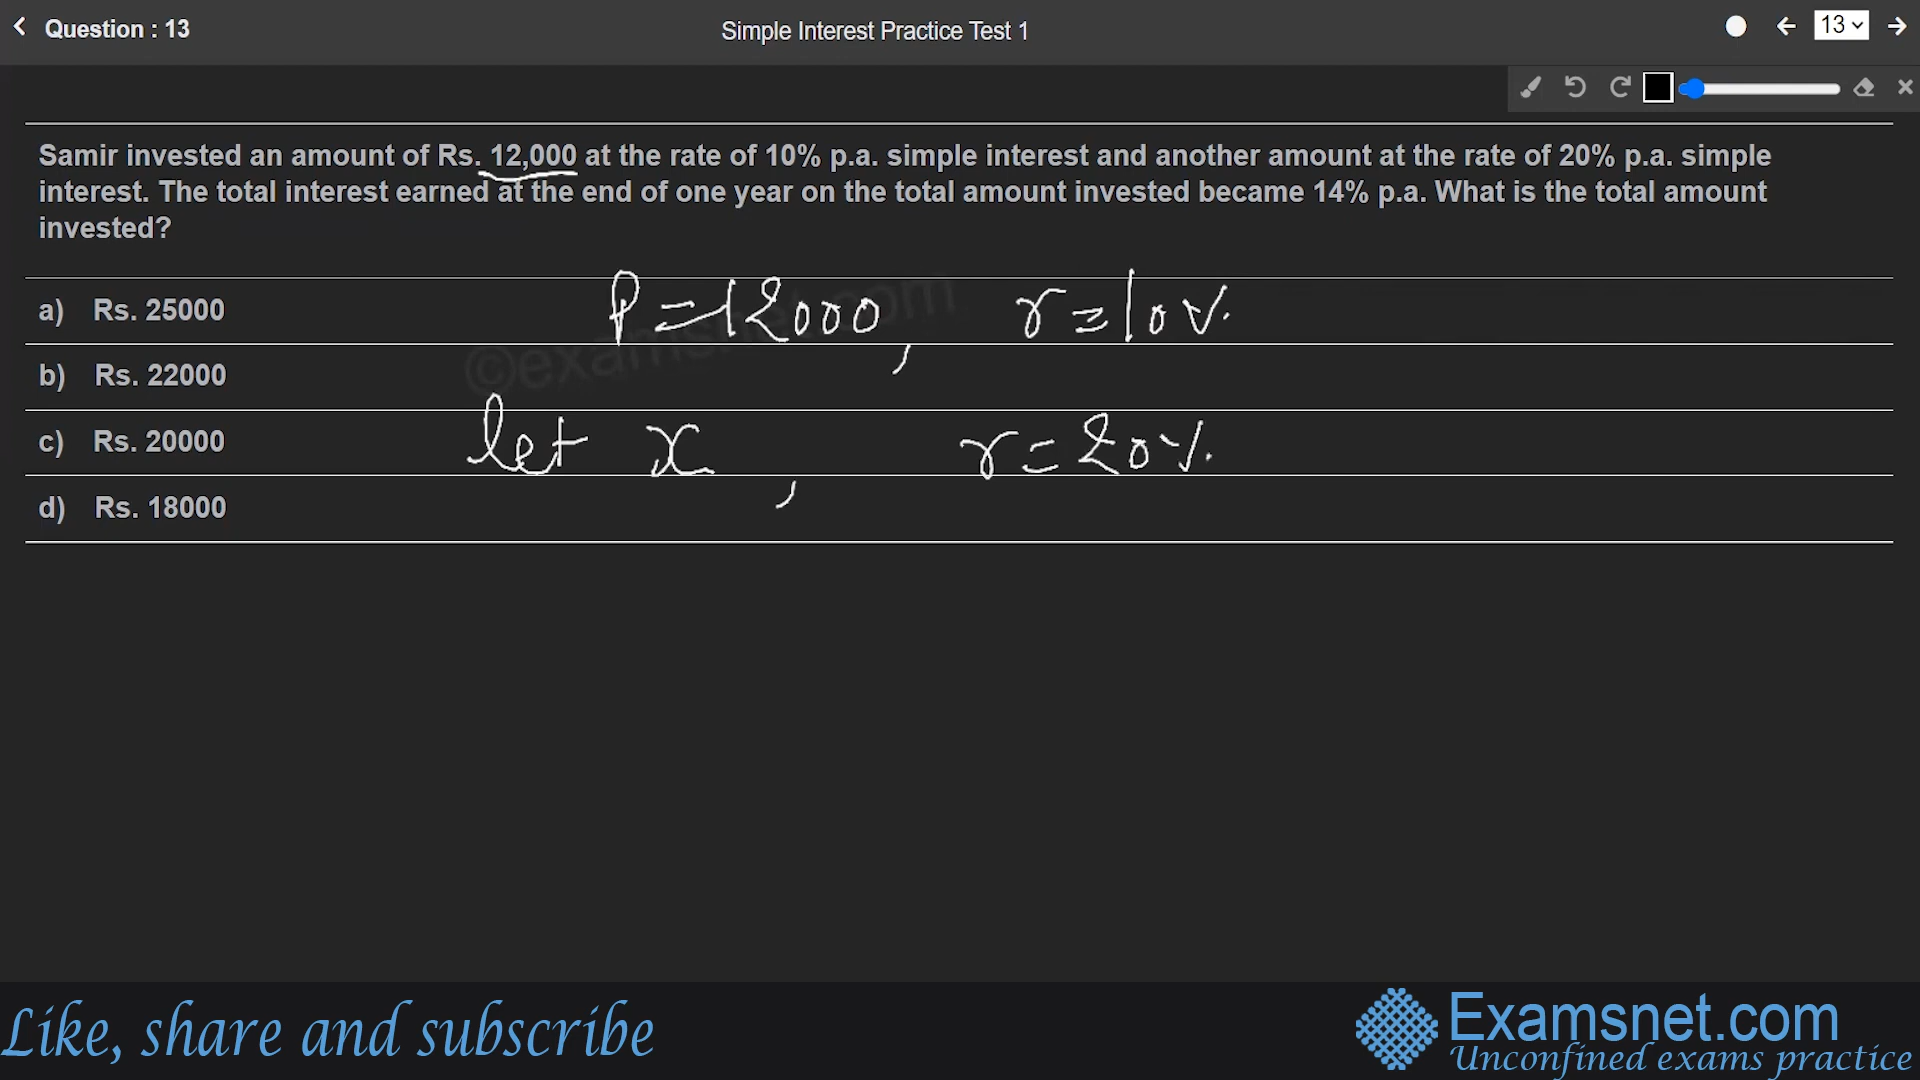 Question : 13
Simple Interest Practice Test 1
13
Samir invested an amount of Rs. 12,000 at the rate of 10% p.a. simple interest and another amount at the rate of 20% p.a. simple
interest. The total interest earned at the end of one year on the total amount invested became 14% p.a. What is the total amount
invested?
P=12000, r=10%.
a) Rs. 25000
©examsnet.com
b) Rs. 22000
let x, r=20%.
c) Rs. 20000
d) Rs. 18000
Like, share and subscribe
Examsnet.com
Unconfined exams practice